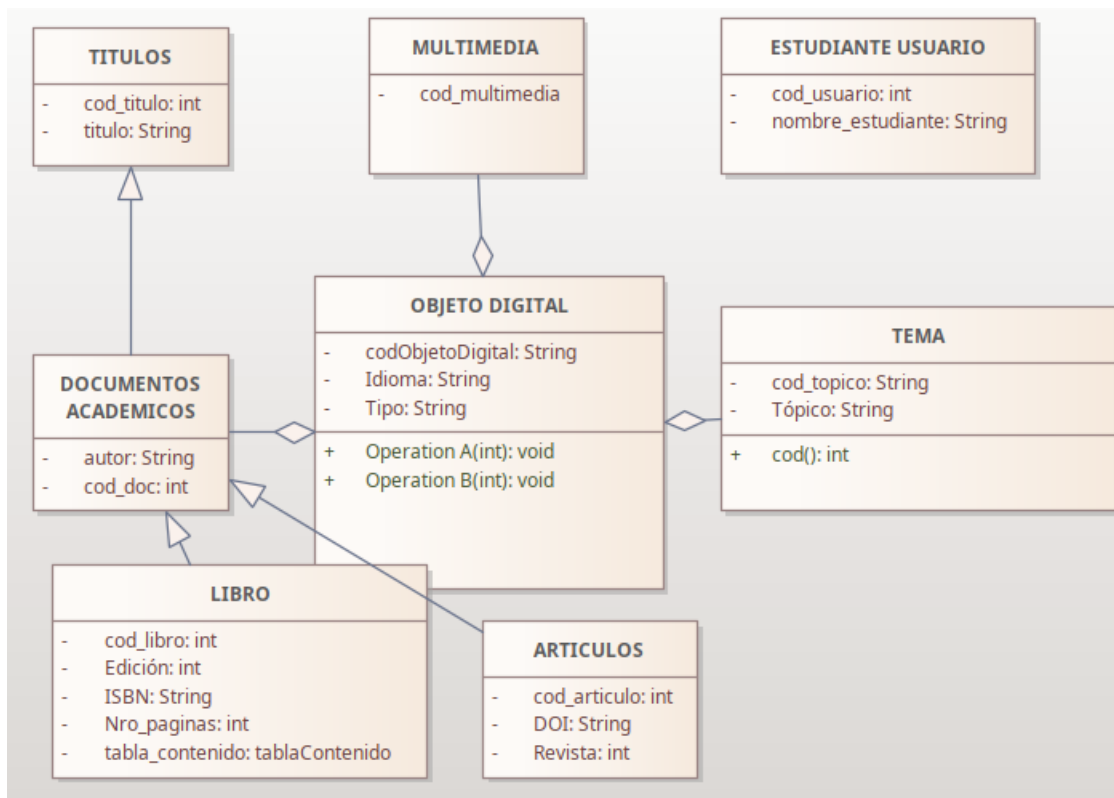 TITULOS
- cod_titulo: int
- titulo: String
MULTIMEDIA
- cod_multimedia
ESTUDIANTE USUARIO
- cod_usuario: int
- nombre_estudiante: String
OBJETO DIGITAL
- codObjetoDigital: String
- Idioma: String
- Tipo: String
+ Operation A(int): void
+ Operation B(int): void
TEMA
- cod_topico: String
- Tópico: String
+ cod(): int
DOCUMENTOS
ACADEMICOS
- autor: String
- cod_doc: int
LIBRO
- cod_libro: int
- Edición: int
- ISBN: String
- Nro_paginas: int
- tabla_contenido: tablaContenido
ARTICULOS
- cod_articulo: int
- DOI: String
- Revista: int